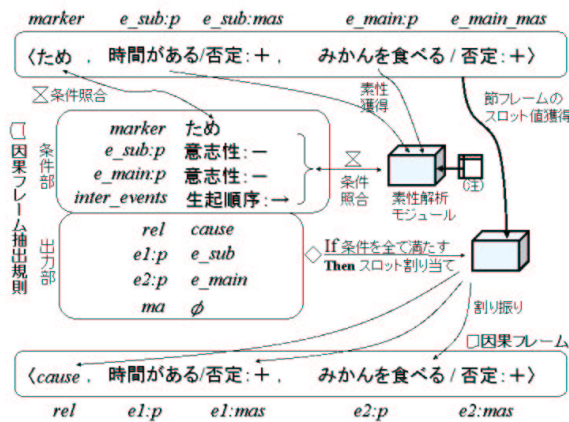 marker e_sub:p e_sub:mas e_main:p e_main_mas
〈ため , 時間がある/否定:＋, みかんを食べる/否定:＋〉
条件照合
素性獲得
節フレームのスロット値獲得
因果フレーム抽出規則
条件部
marker ため
e_sub:p 意志性:－
e_main:p 意志性:－
inter_events 生起順序:→
条件照合
素性解析モジュール
(注)
出力部
rel cause
e1:p e_sub
e2:p e_main
ma ϕ
If 条件を全て満たす
Then スロット割り当て
割り振り
因果フレーム
〈cause , 時間がある/否定:＋, みかんを食べる/否定:＋〉
rel e1:p e1:mas e2:p e2:mas